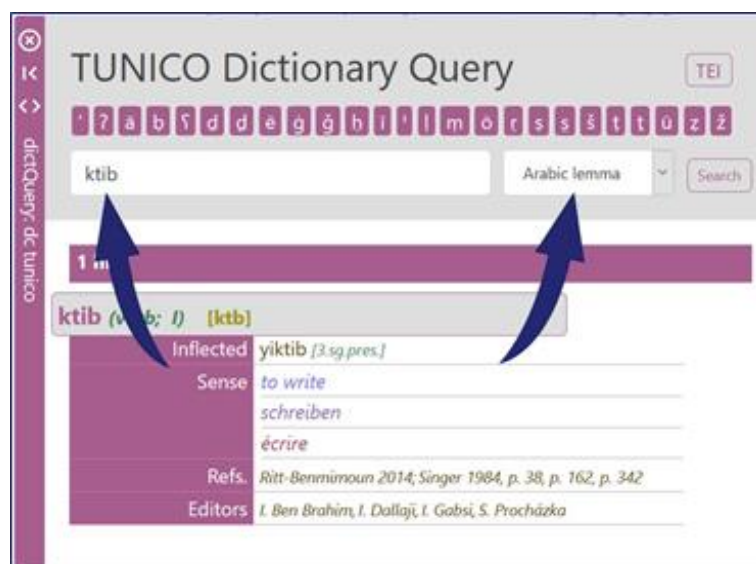 TUNICO Dictionary Query
TEI
' ʔ ā b ʕ d ḏ ē g ġ ǧ ḥ ī ' l m ō ṛ s ṣ š t ṯ ū ẓ ž
ktib
Arabic lemma
Search
dictQuery: dc tunico
1
ktib I) [ktb]
Inflected yiktib [3.sg.pres.]
Sense to write
schreiben
écrire
Refs. Ritt-Benmimoun 2014; Singer 1984, p. 38, p. 162, p. 342
Editors I. Ben Brahim, I. Dallaji, I. Gabsi, S. Procházka